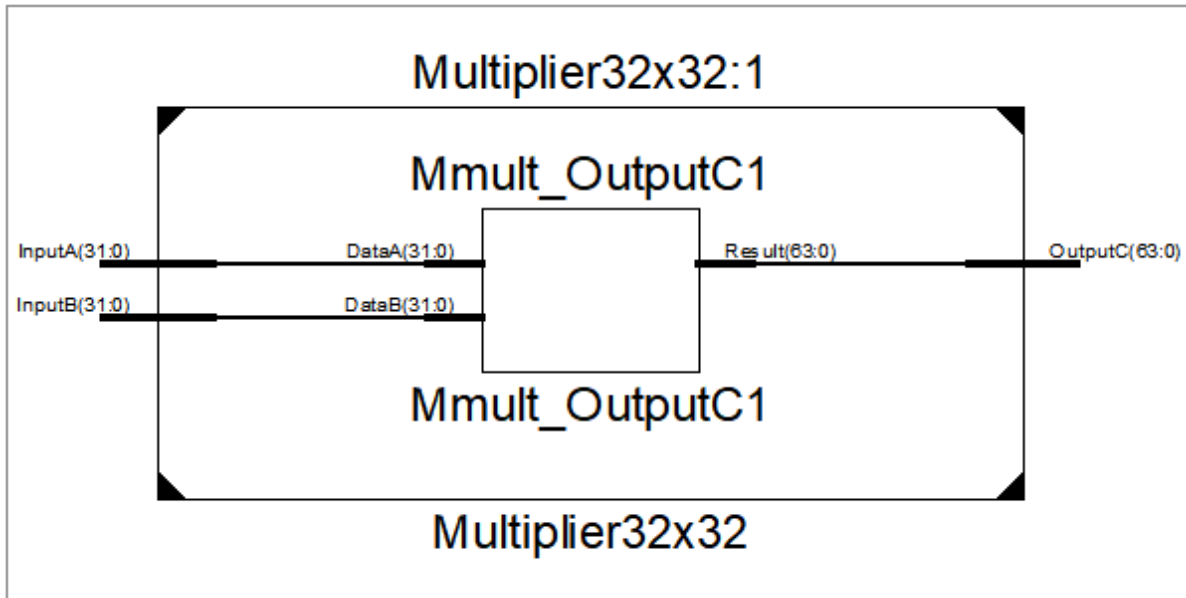 Multiplier32x32:1
Mmult_OutputC1
InputA(31:0)
DataA(31:0)
Result(63:0)
OutputC(63:0)
InputB(31:0)
DataB(31:0)
Mmult_OutputC1
Multiplier32x32